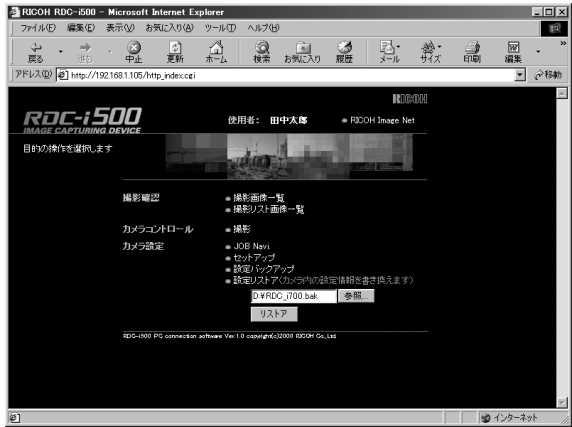 RICOH RDC-i500 - Microsoft Internet Explorer
ファイル(F) 編集(E) 表示(V) お気に入り(A) ツール(T) ヘルプ(H)
戻る 進む 中止 更新 ホーム 検索 お気に入り 履歴 メール サイズ 印刷 編集
アドレス(D) http://192.168.1.105/http_index.cgi 移動
RICOH
RDC-i500
IMAGE CAPTURING DEVICE
使用者: 田中太郎 RICOH Image Net
目的の操作を選択します
撮影確認 撮影画像一覧
撮影リスト画像一覧
カメラコントロール 撮影
カメラ設定 JOB Navi
セットアップ
設定バックアップ
設定リストア(カメラ内の設定情報を書き換えます)
D:¥RDC_i700.bak 参照...
リストア
RDC-i500 PC connection software Ver.1.0 copyright(c)2000 RICOH Co.,Ltd
インターネット